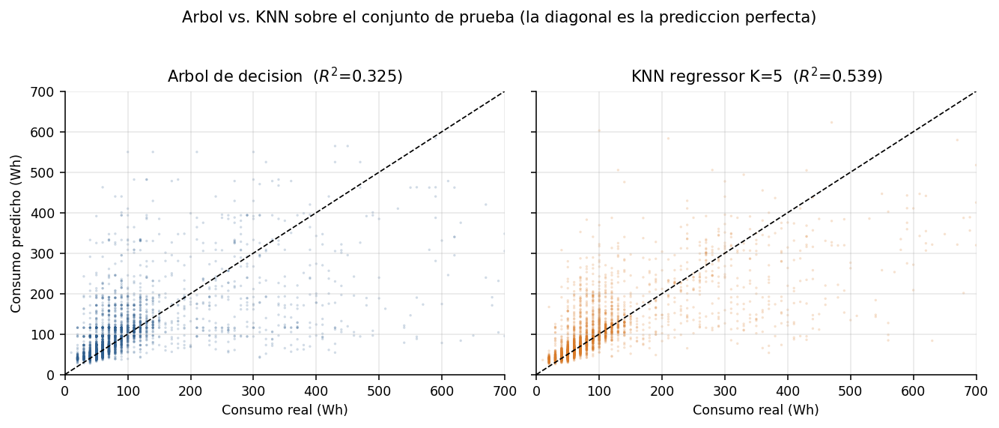 Arbol vs. KNN sobre el conjunto de prueba (la diagonal es la prediccion perfecta)
Arbol de decision (R²=0.325)
700
600
500
400
300
200
100
0
Consumo predicho (Wh)
0 100 200 300 400 500 600 700
Consumo real (Wh)
KNN regressor K=5 (R²=0.539)
0 100 200 300 400 500 600 700
Consumo real (Wh)